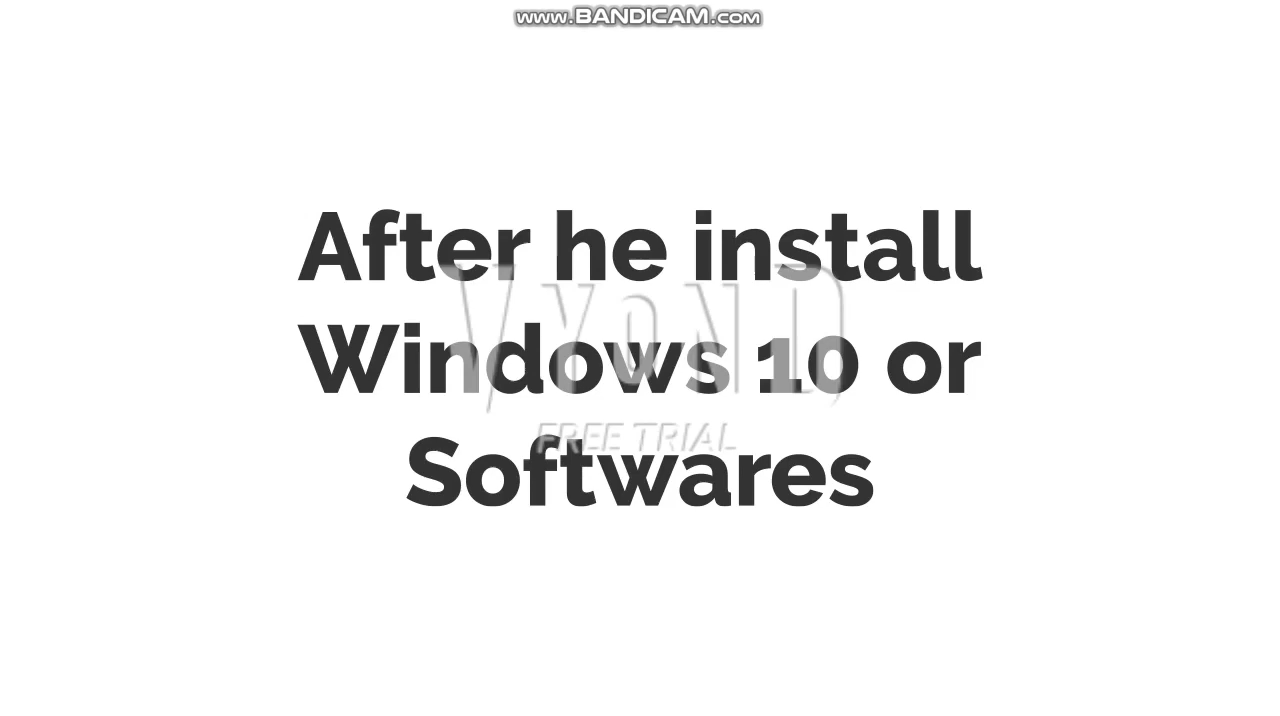 www.BANDICAM.com
After he install
Windows 10 or
Softwares
VYOND
FREE TRIAL